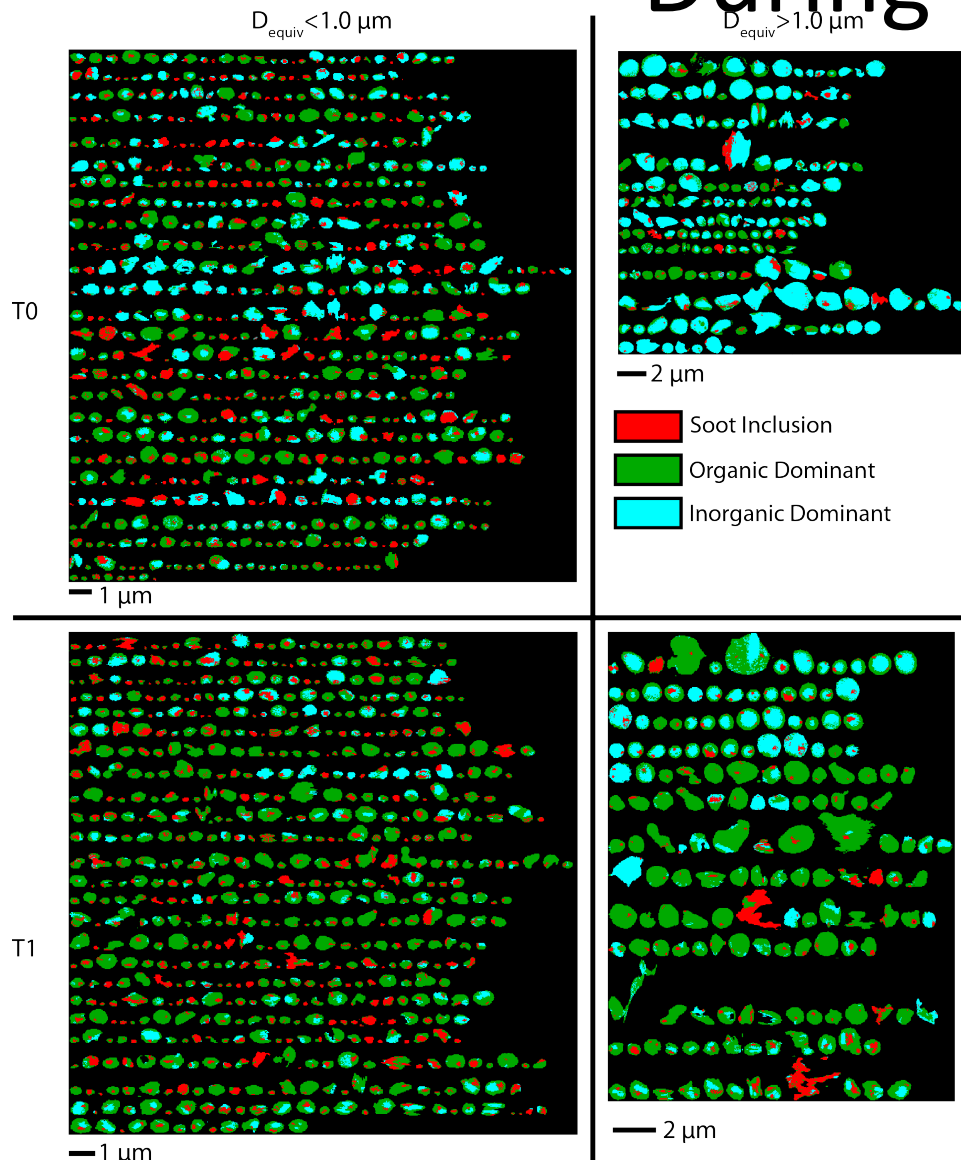 During
Dequiv<1.0 µm
Dequiv>1.0 µm
T0
2 µm
Soot Inclusion
Organic Dominant
Inorganic Dominant
1 µm
T1
2 µm
1 µm